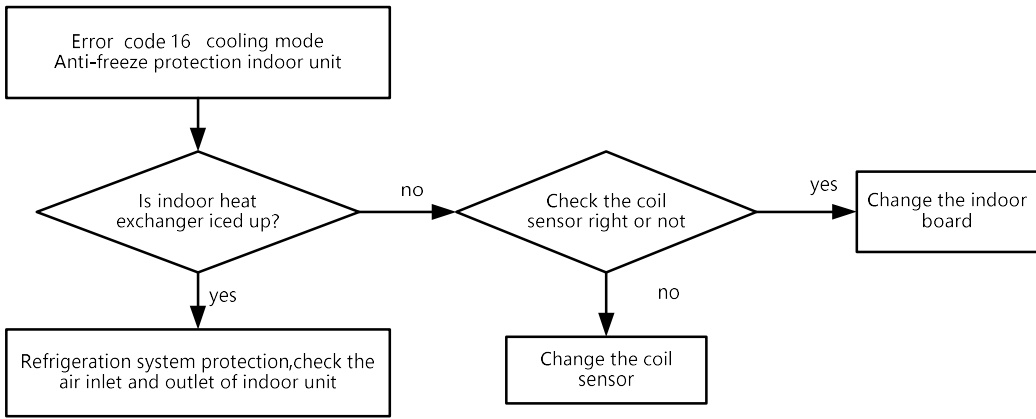 Error code 16 cooling mode
Anti-freeze protection indoor unit
Is indoor heat
exchanger iced up?
no
Check the coil
sensor right or not
yes
Change the indoor
board
yes
no
Refrigeration system protection,check the
air inlet and outlet of indoor unit
Change the coil
sensor